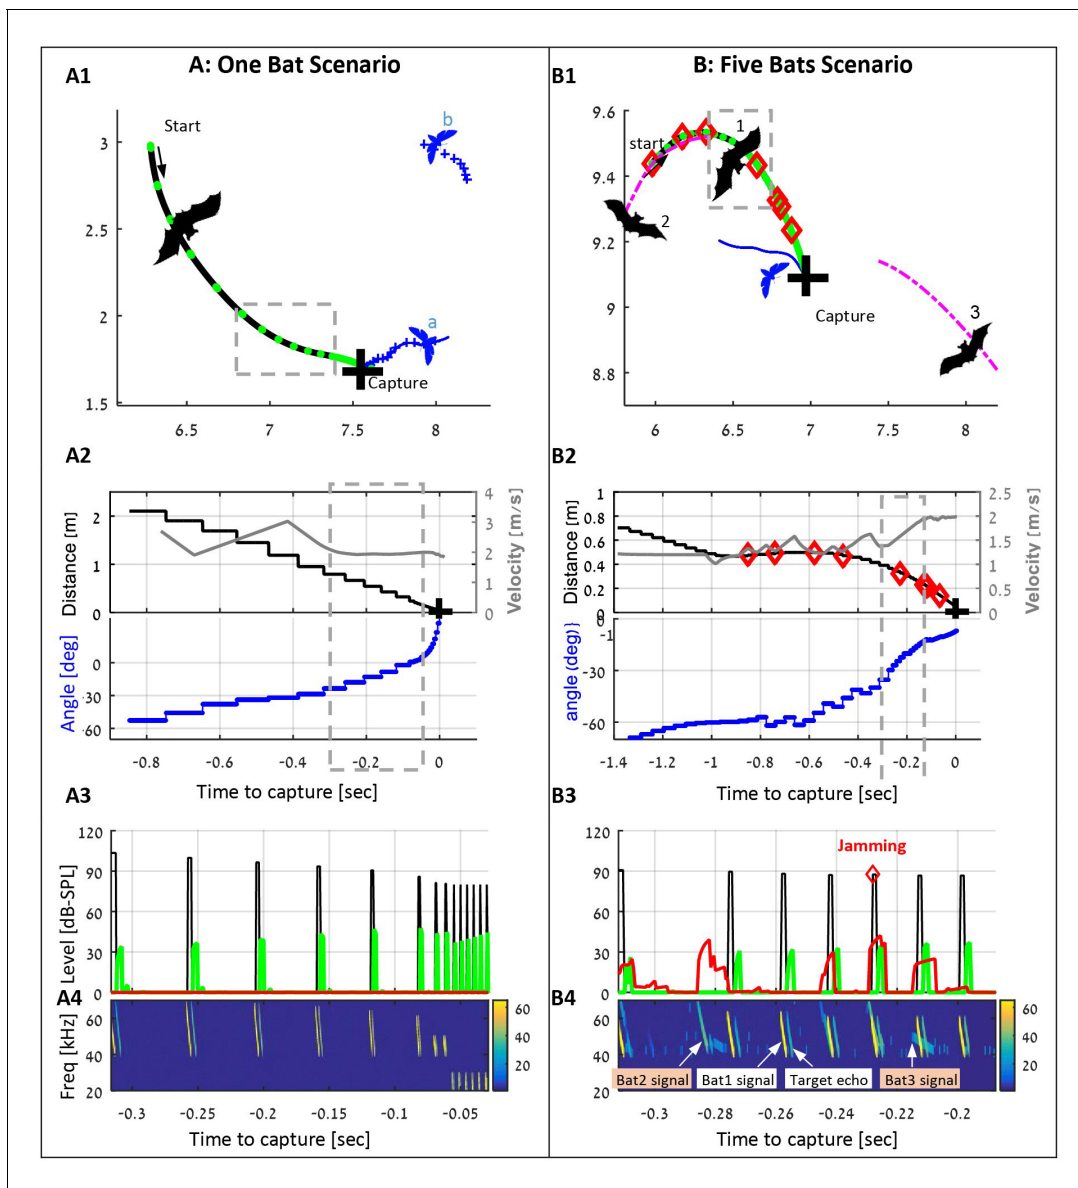 A: One Bat Scenario
A1
Start
b
a
Capture
3
2.5
2
1.5
6.5 7 7.5 8
A2
Distance [m]
2
1
0
4
3
2
1
0
Velocity [m/s]
Angle [deg]
0
-30
-60
-0.8 -0.6 -0.4 -0.2 0
Time to capture [sec]
A3
Level [dB-SPL]
120
90
60
30
0
A4
Freq [kHz]
60
40
20
60
40
20
-0.3 -0.25 -0.2 -0.15 -0.1 -0.05
Time to capture [sec]
B: Five Bats Scenario
B1
9.6
9.4
9.2
9
8.8
start
1
2
3
Capture
6 6.5 7 7.5 8
B2
Distance [m]
1
0.8
0.6
0.4
0.2
0
2.5
2
1.5
1
0.5
0
Velocity [m/s]
angle (deg)}
-1
-30
-60
-1.4 -1.2 -1 -0.8 -0.6 -0.4 -0.2 0
Time to capture [sec]
B3
Jamming
120
90
60
30
0
B4
60
40
20
Bat2 signal
Bat1 signal
Target echo
Bat3 signal
60
40
20
-0.3 -0.28 -0.26 -0.24 -0.22 -0.2
Time to capture [sec]